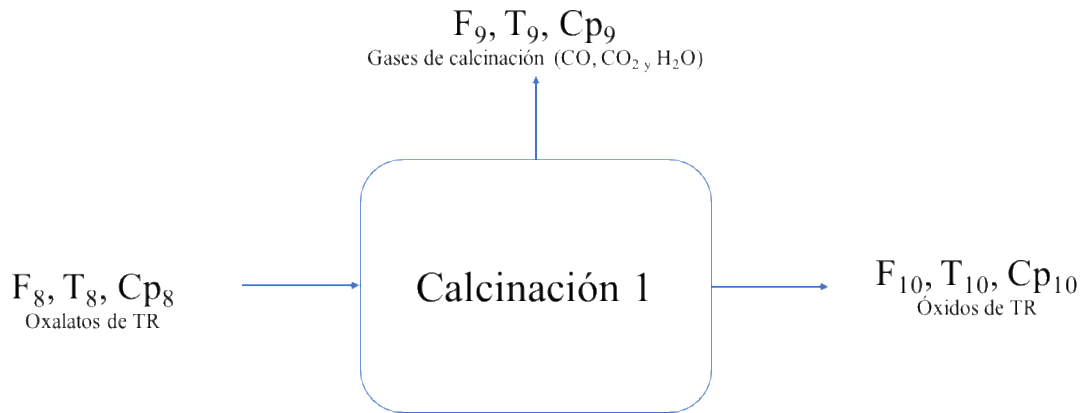 F₉, T₉, Cp₉
Gases de calcinación (CO, CO₂ y H₂O)
F₈, T₈, Cp₈
Oxalatos de TR
Calcinación 1
F₁₀, T₁₀, Cp₁₀
Óxidos de TR